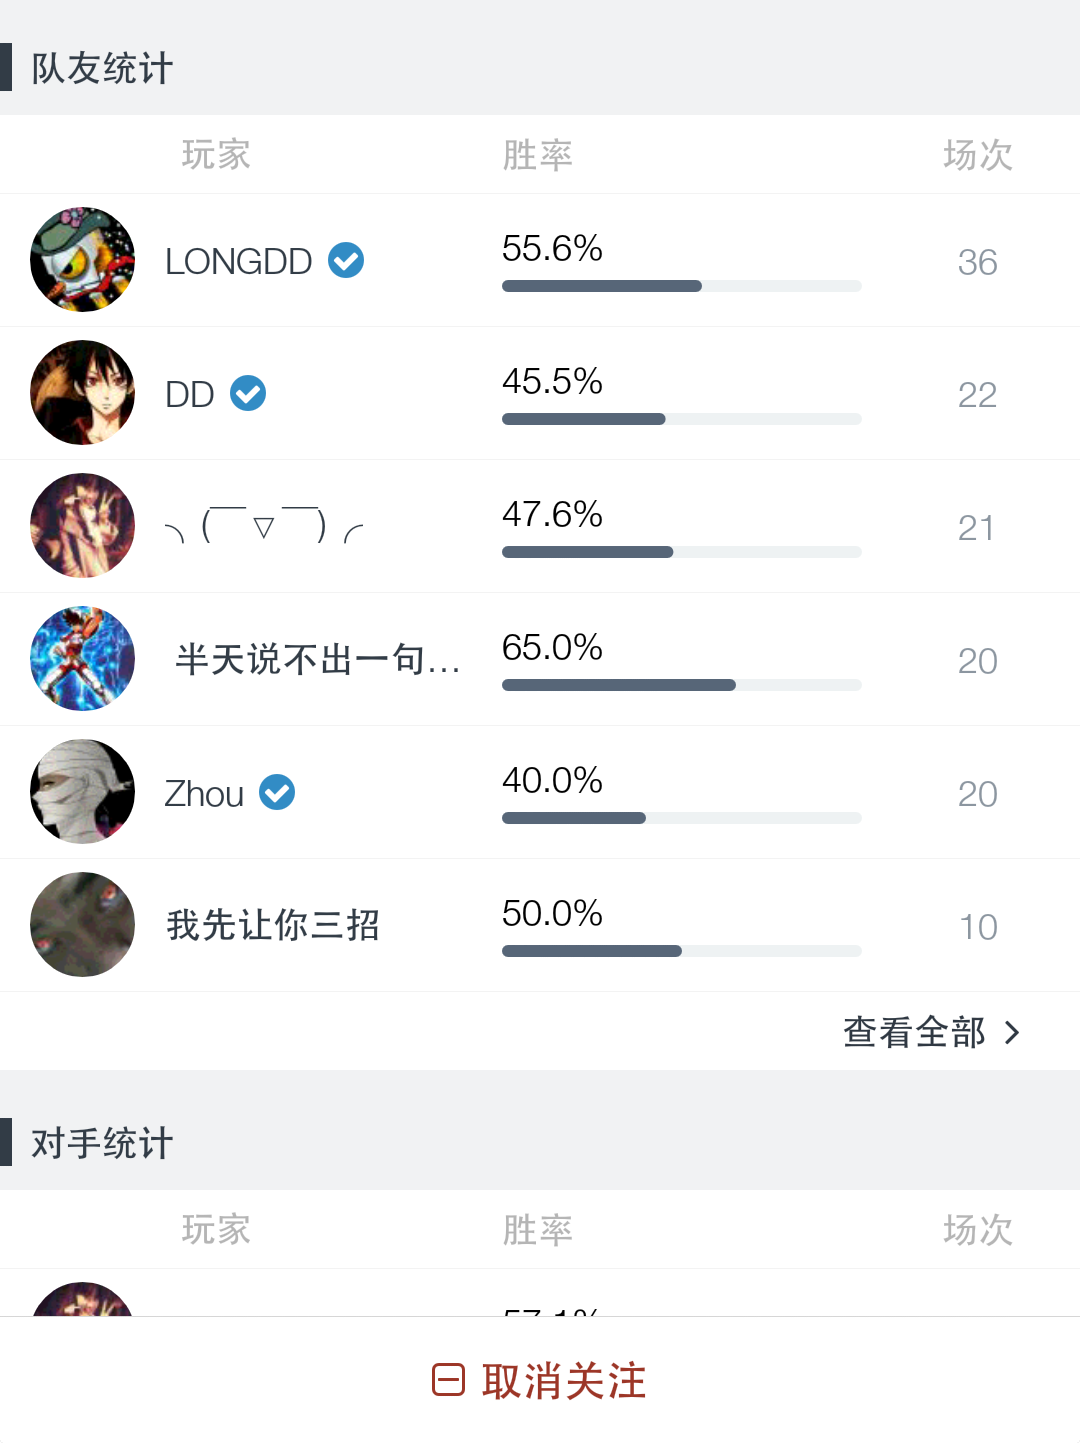 队友统计
玩家 胜率 场次
LONGDD 55.6% 36
DD 45.5% 22
╮(￣▽￣)╭ 47.6% 21
半天说不出一句... 65.0% 20
Zhou 40.0% 20
我先让你三招 50.0% 10
查看全部 >
对手统计
玩家 胜率 场次
57.1%
取消关注